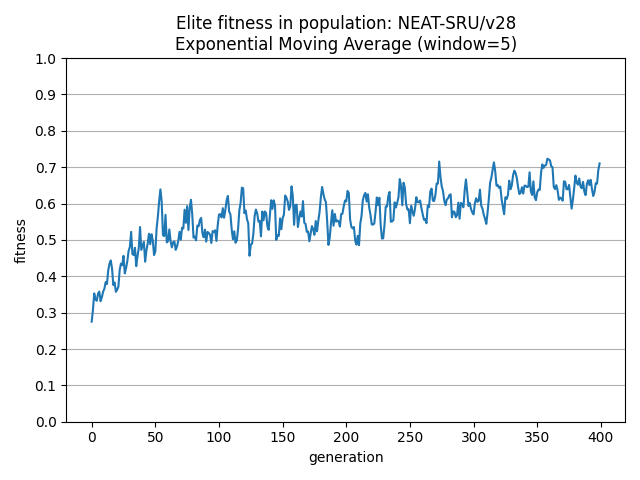 Elite fitness in population: NEAT-SRU/v28
Exponential Moving Average (window=5)
1.0
0.9
0.8
0.7
0.6
0.5
0.4
0.3
0.2
0.1
0.0
fitness
0 50 100 150 200 250 300 350 400
generation